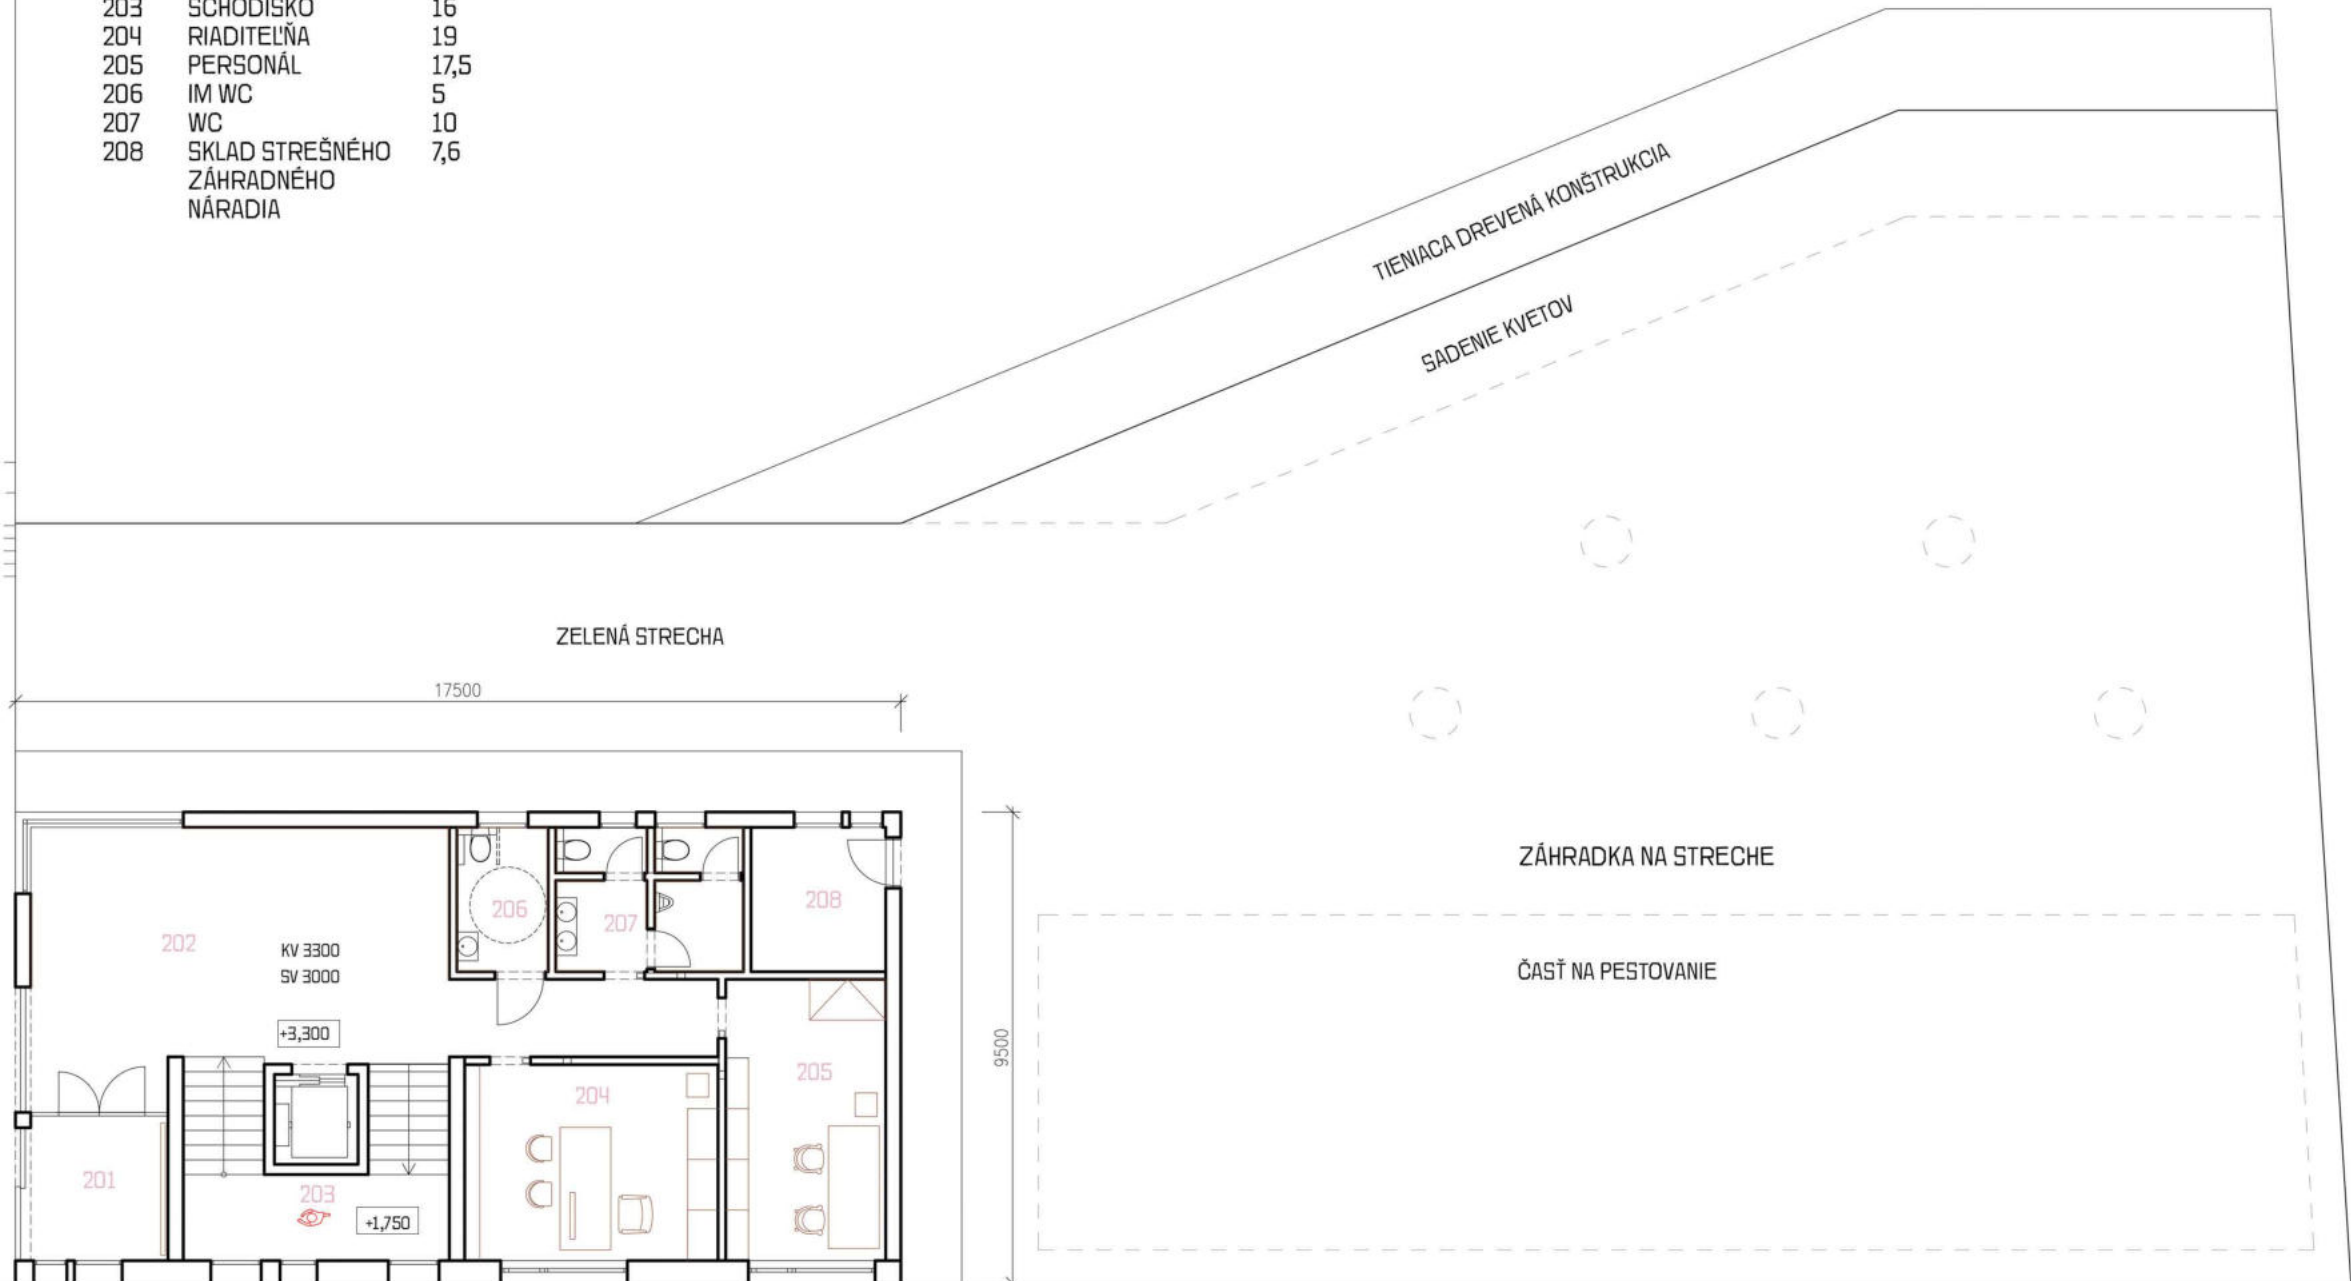 203 SCHODISKO 16
204 RIADITEĽŇA 19
205 PERSONÁL 17,5
206 IM WC 5
207 WC 10
208 SKLAD STREŠNÉHO 7,6
ZÁHRADNÉHO
NÁRADIA
TIENIACA DREVENÁ KONŠTRUKCIA
SADENIE KVETOV
ZELENÁ STRECHA
17500
ZÁHRADKA NA STRECHE
ČASŤ NA PESTOVANIE
9500
202
KV 3300
SV 3000
+3,300
206
207
208
201
203
+1,750
204
205